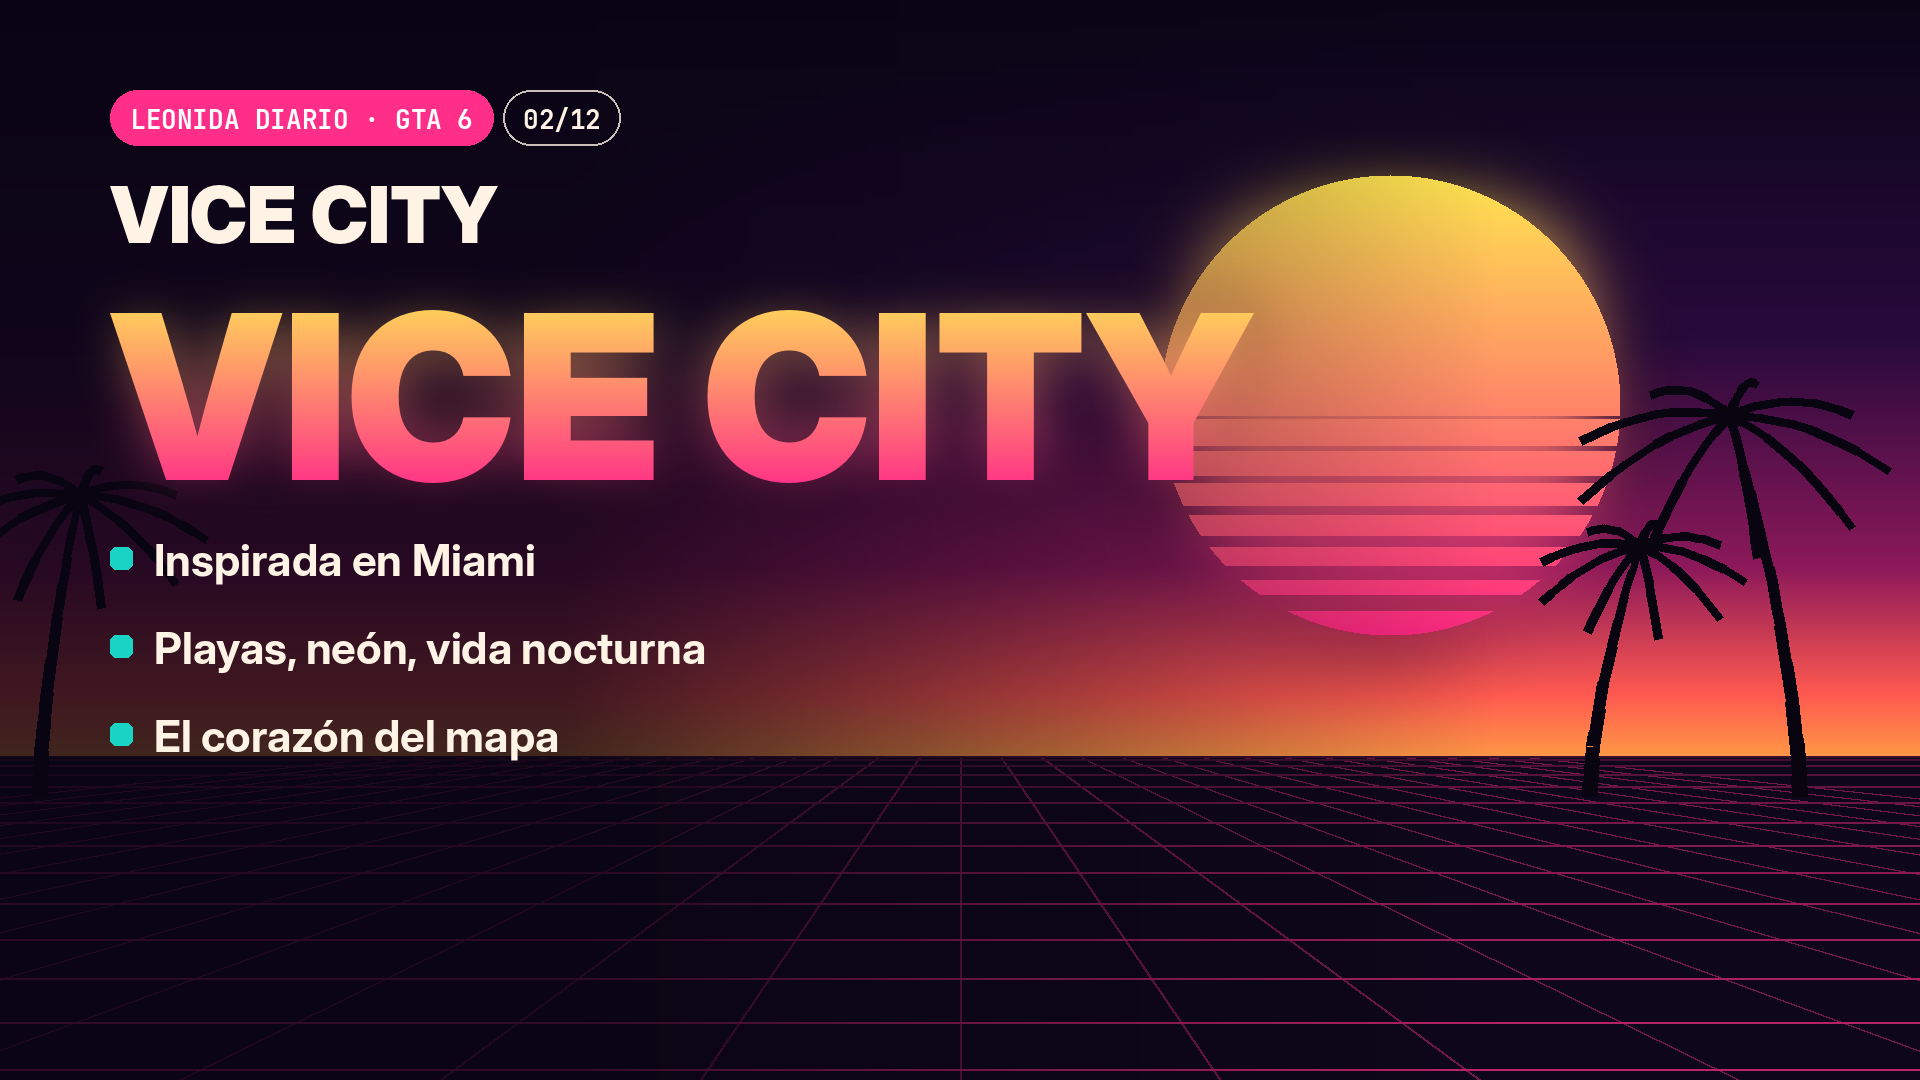 LEONIDA DIARIO · GTA 6 02/12
VICE CITY
VICE CITY
Inspirada en Miami
Playas, neón, vida nocturna
El corazón del mapa